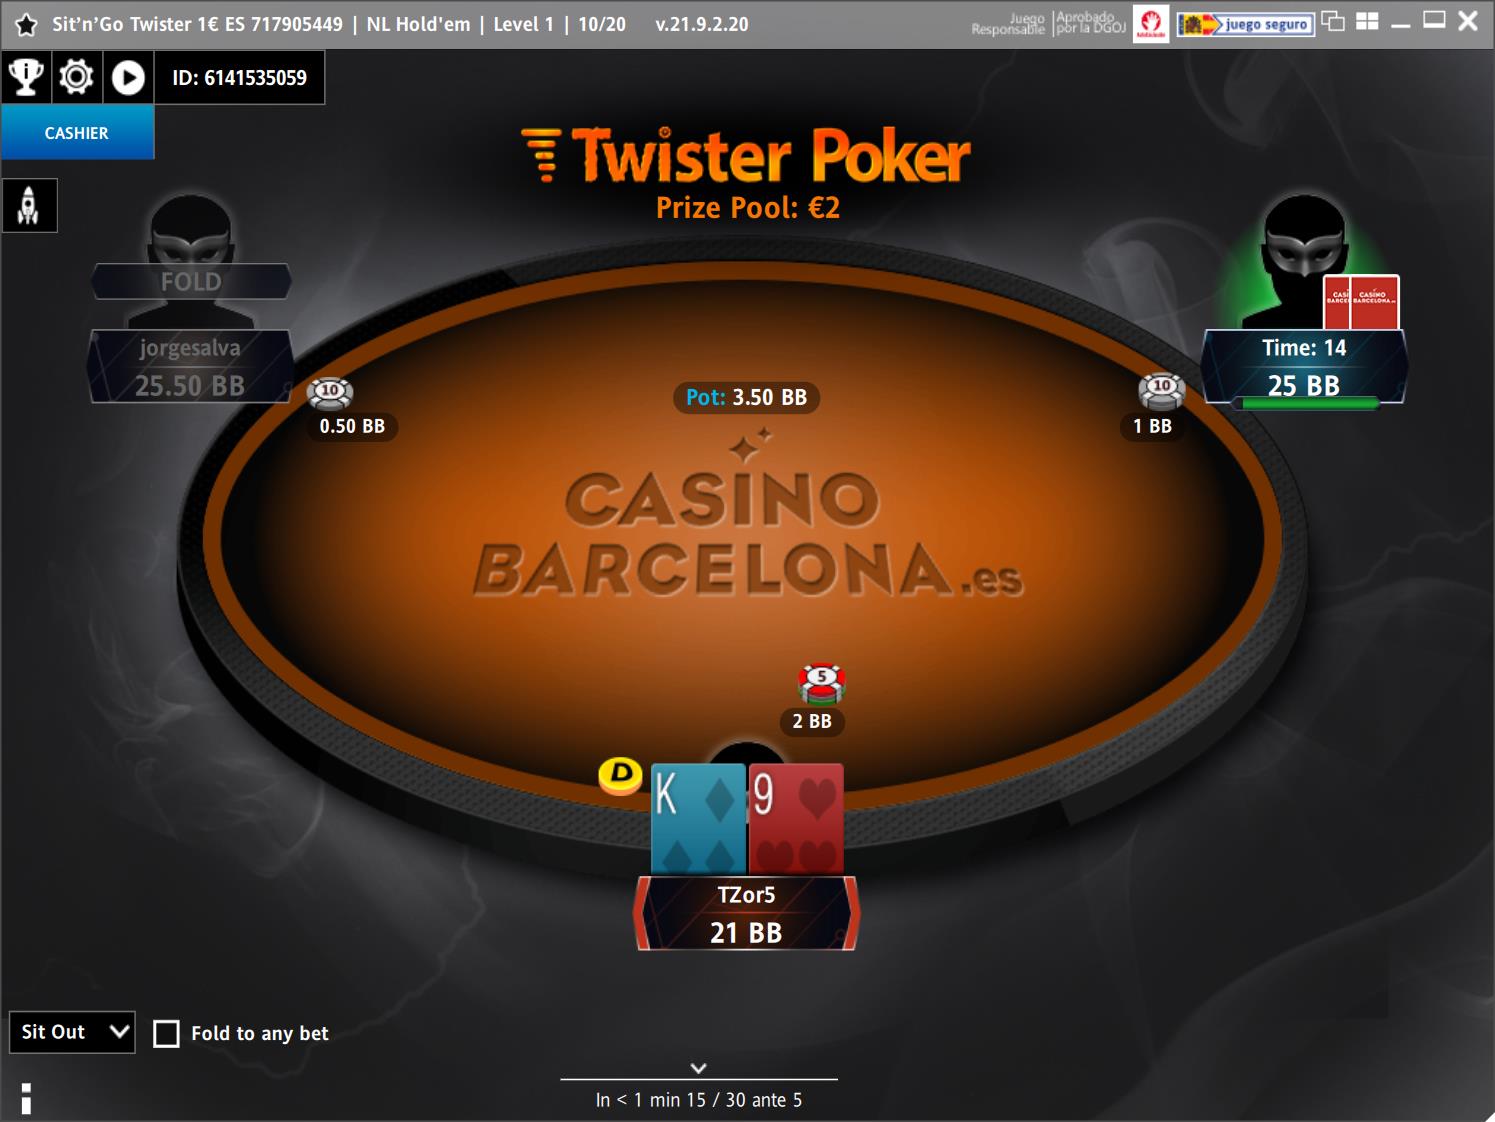 Sit'n'Go Twister 1€ ES 717905449 | NL Hold'em | Level 1 | 10/20 v.21.9.2.20
Juego Responsable
Aprobado por la DGOJ
juego seguro
ID: 6141535059
CASHIER
Twister Poker
Prize Pool: €2
FOLD
jorgesalva
25.50 BB
CASINO BARCELONA.es
Time: 14
25 BB
10
0.50 BB
Pot: 3.50 BB
10
1 BB
CASINO
BARCELONA.es
5
2 BB
D
K
9
TZor5
21 BB
Sit Out
Fold to any bet
In < 1 min 15 / 30 ante 5